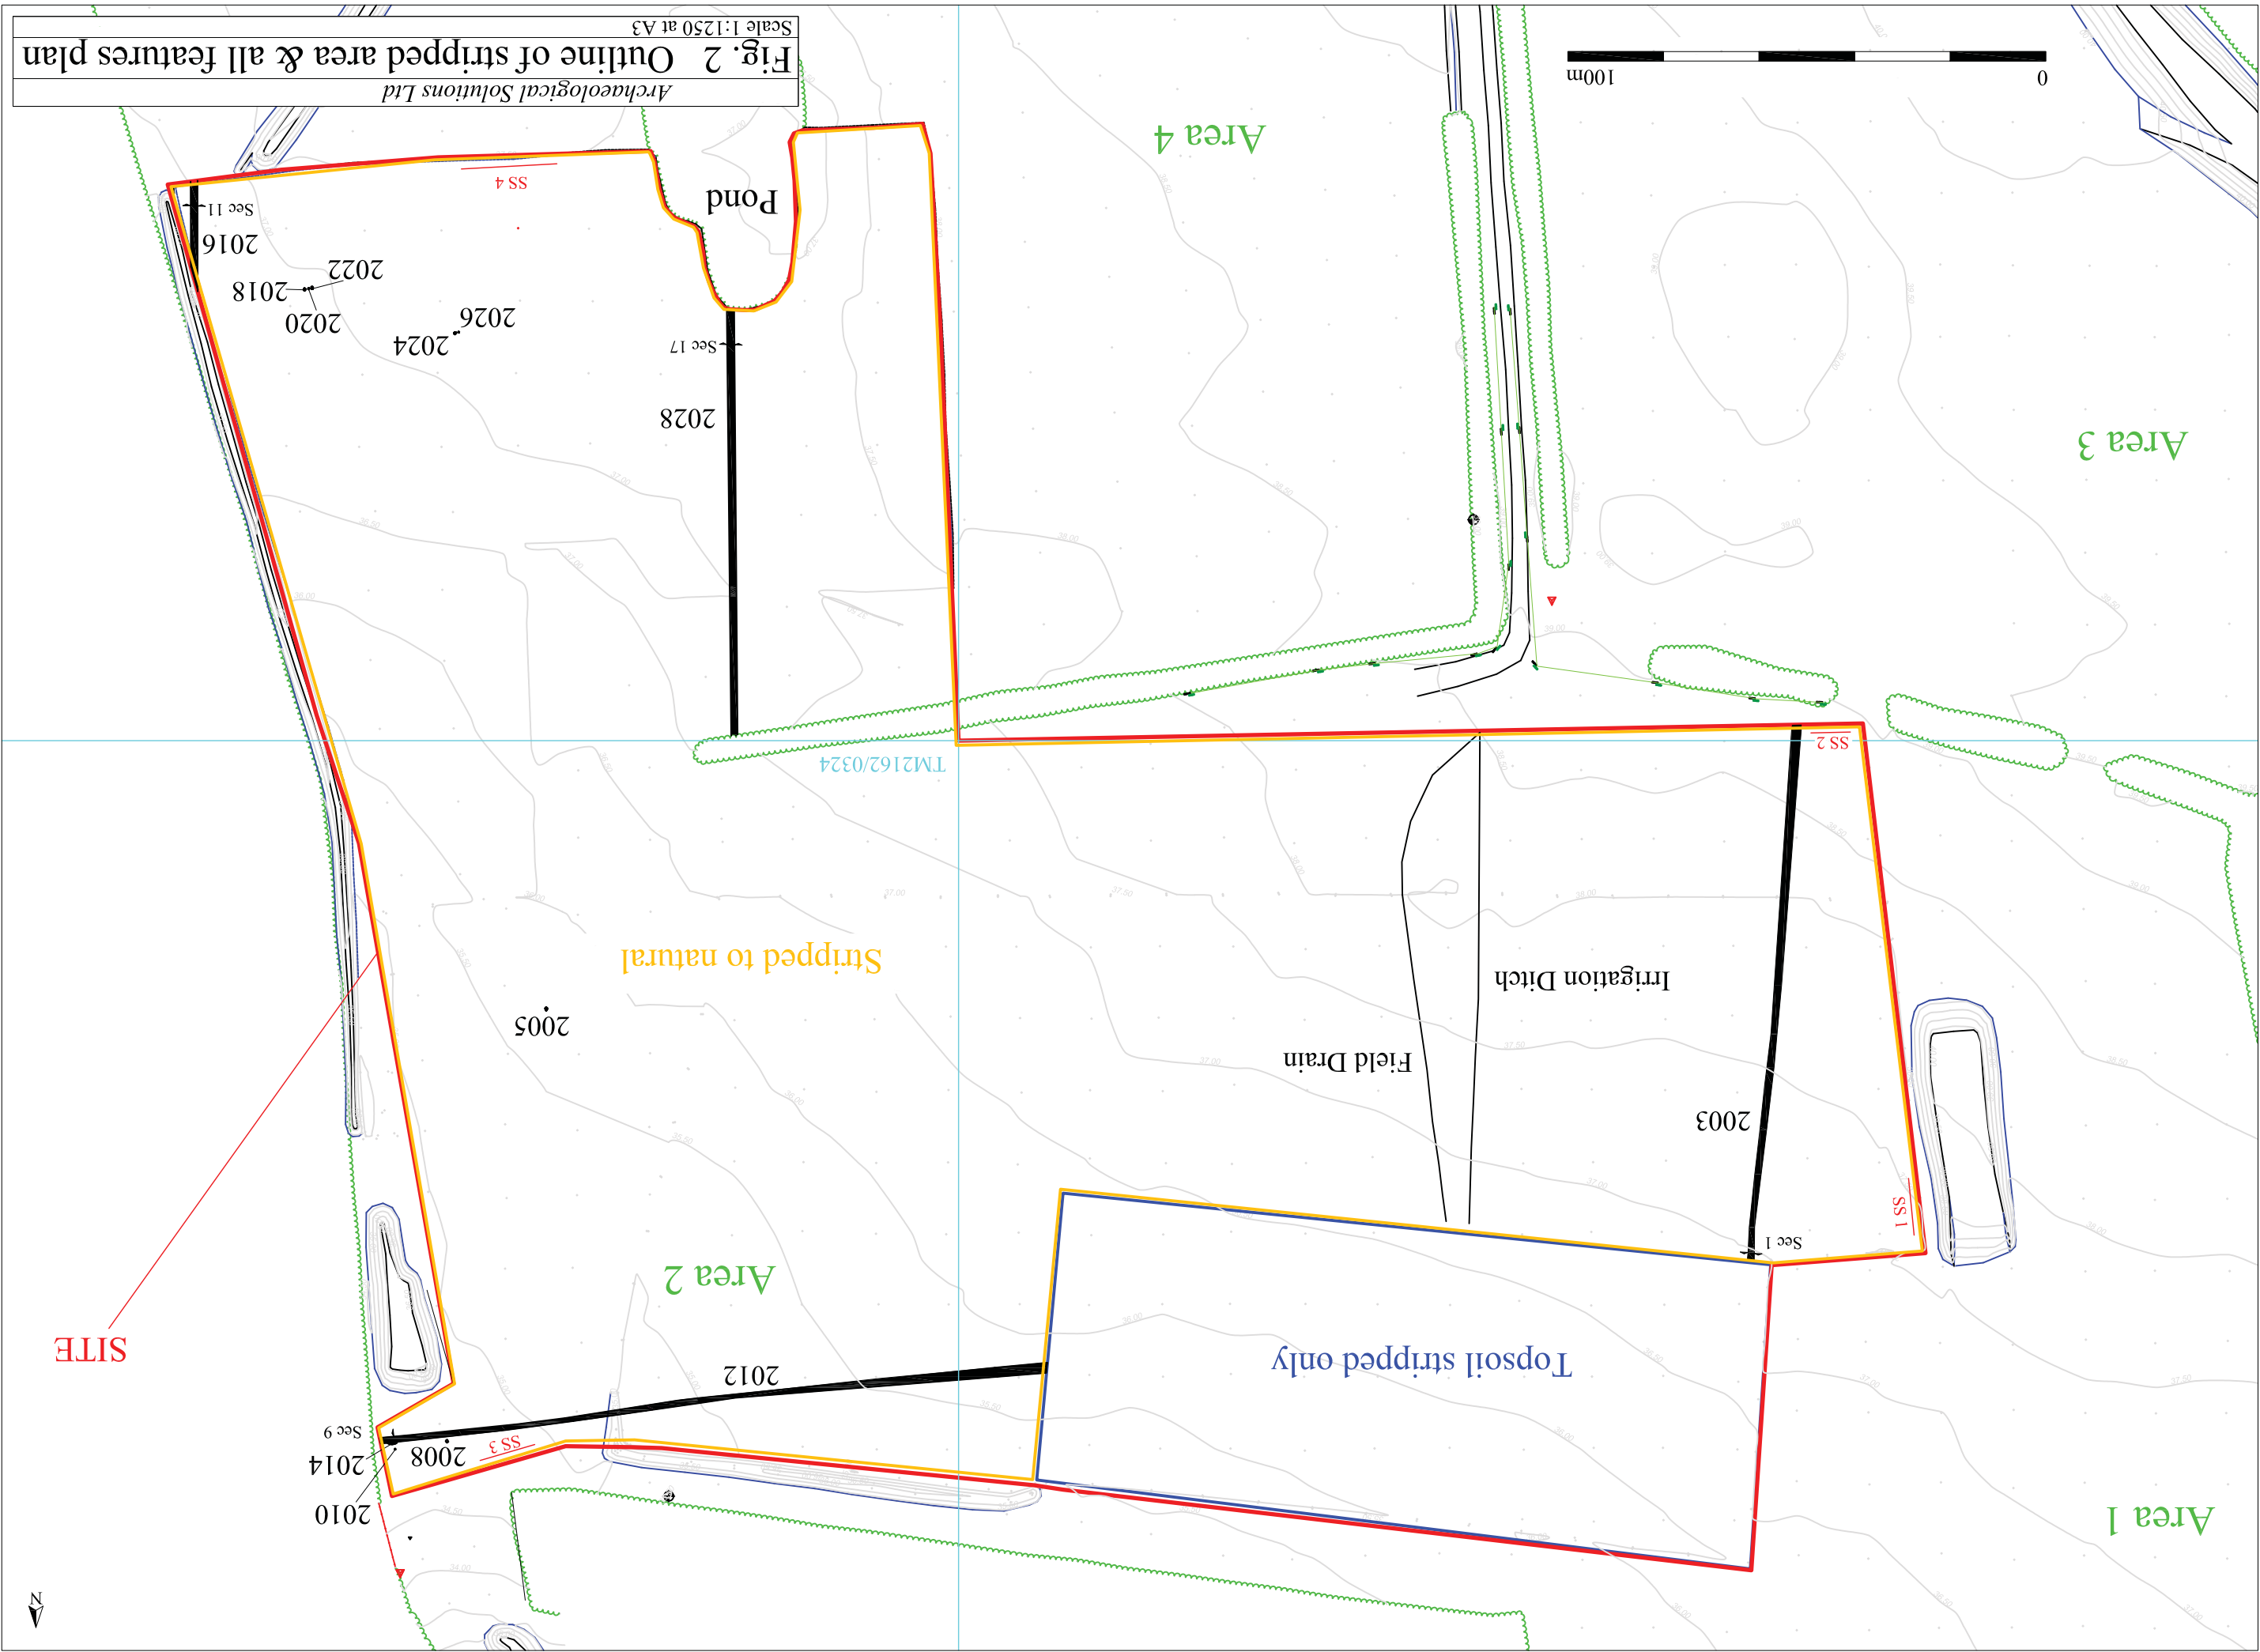 N
Area 1
2010
2014
2008
SS 3
Sec 9
2012
Topsoil stripped only
SITE
Area 2
Sec 1
SS 1
2003
Field Drain
2005
Irrigation Ditch
Stripped to natural
TM2162/0324
SS 2
Area 3
2028
Sec 17
2024
2026
2020
2018
2022
2016
Sec 11
Pond
SS 4
Area 4
0 100m
Archaeological Solutions Ltd
Fig. 2 Outline of stripped area & all features plan
Scale 1:1250 at A3